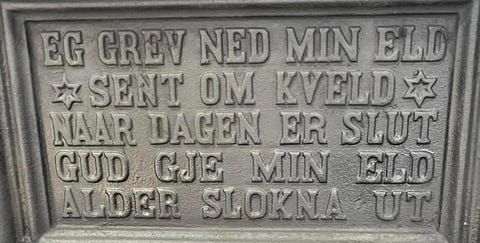 EG GREV NED MIN ELD
SENT OM KVELD
NAAR DAGEN ER SLUT
GUD GJE MIN ELD
ALDER SLOKNA UT